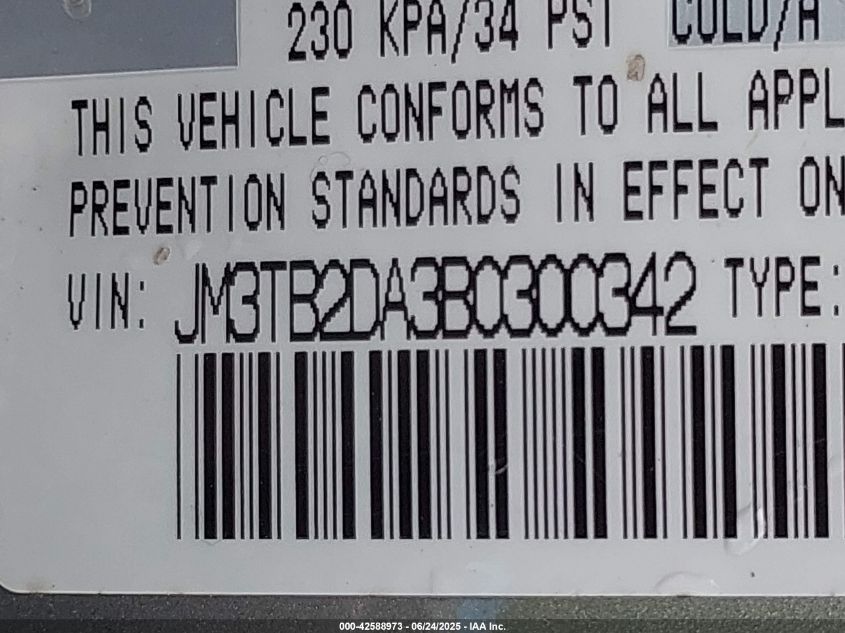 230 KPA/34 PSI COLD/A
THIS VEHICLE CONFORMS TO ALL APPL
PREVENTION STANDARDS IN EFFECT ON
VIN: JM3TB2DA3B0300342 TYPE:
000-42588973 - 06/24/2025 - IAA Inc.